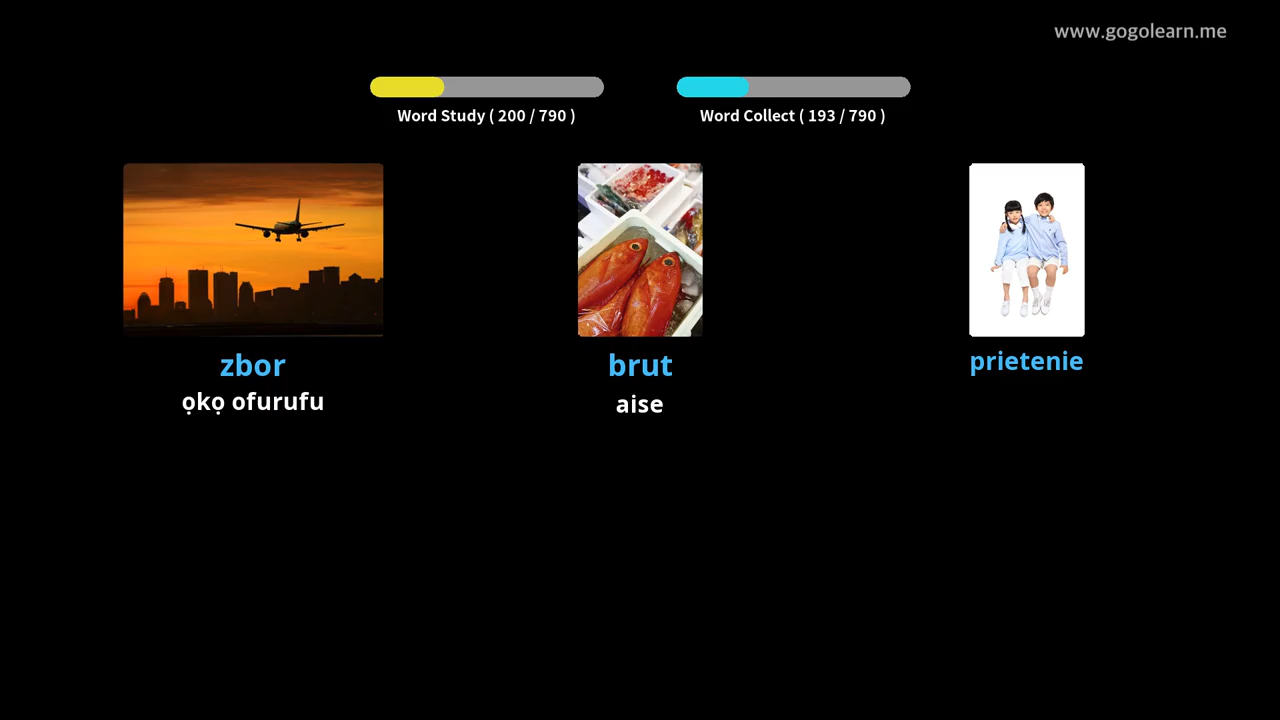 www.gogolearn.me
Word Study ( 200 / 790 )
Word Collect ( 193 / 790 )
zbor
ọkọ ofurufu
brut
aise
prietenie